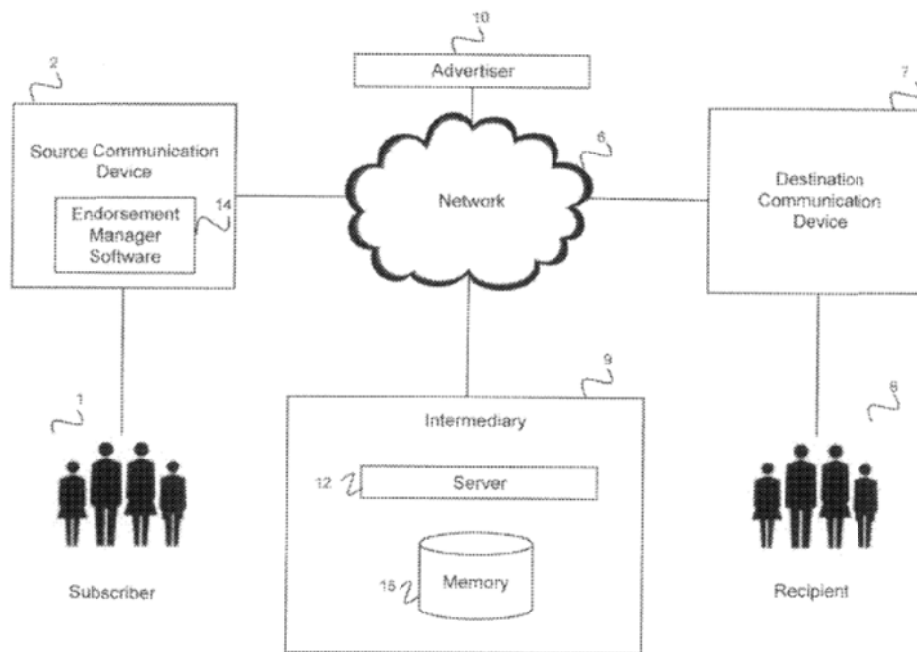 10
Advertiser
2
Source Communication
Device
14
Endorsement
Manager
Software
6
Network
7
Destination
Communication
Device
1
Subscriber
9
Intermediary
12
Server
15
Memory
8
Recipient